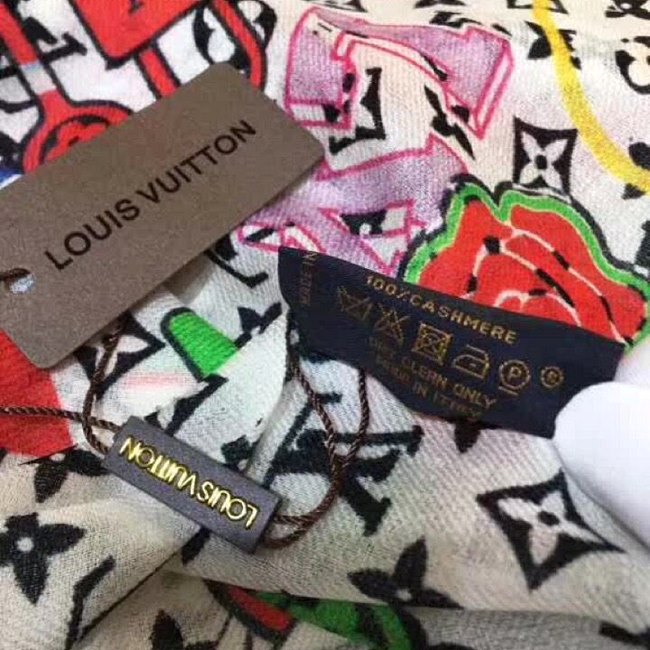 LOUIS VUITTON
100%CASHMERE
P
DRY CLEAN ONLY
MADE IN ITALY
LOUIS VUITTON